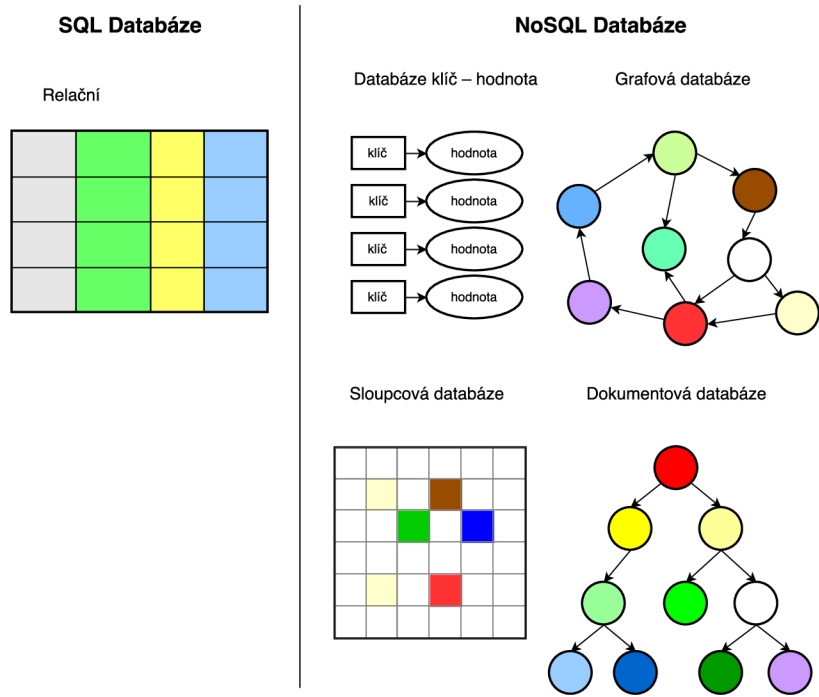 SQL Databáze
NoSQL Databáze
Relační
Databáze klíč – hodnota
klíč
hodnota
klíč
hodnota
klíč
hodnota
klíč
hodnota
Grafová databáze
Sloupcová databáze
Dokumentová databáze